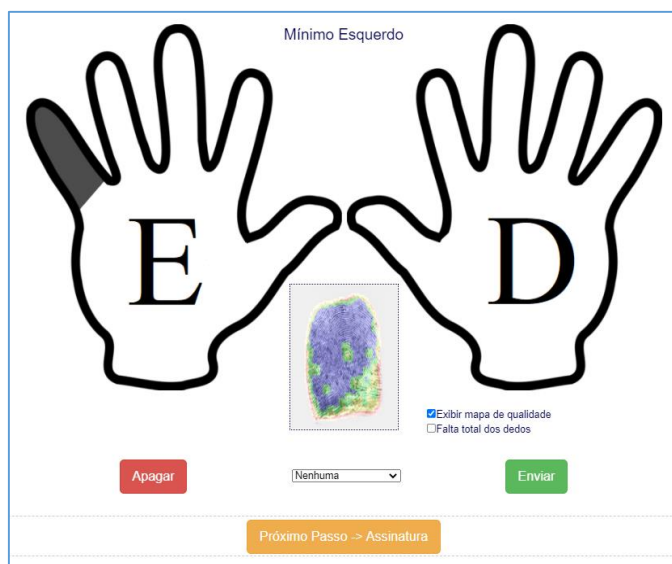 Mínimo Esquerdo
E
D
Exibir mapa de qualidade
Falta total dos dedos
Apagar
Nenhuma
Enviar
Próximo Passo -> Assinatura